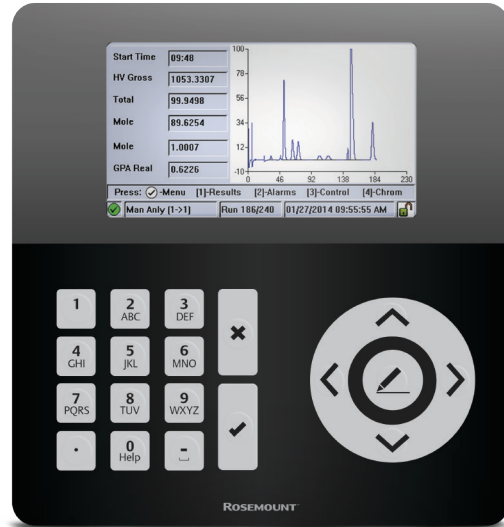 Start Time 09:48
HV Gross 1053.3307
Total 99.9498
Mole 89.6254
Mole 1.0007
GPA Real 0.6226
100
78
56
34
12
-10
46 92 138 184 230
Press: ✓-Menu [1]-Results [2]-Alarms [3]-Control [4]-Chrom
Man Anly [1->1] Run 186/240 01/27/2014 09:55:55 AM
1 2 3
ABC DEF
4 5 6
GHI JKL MNO
7 8 9
PQRS TUV WXYZ
. 0 -
Help
ROSEMOUNT